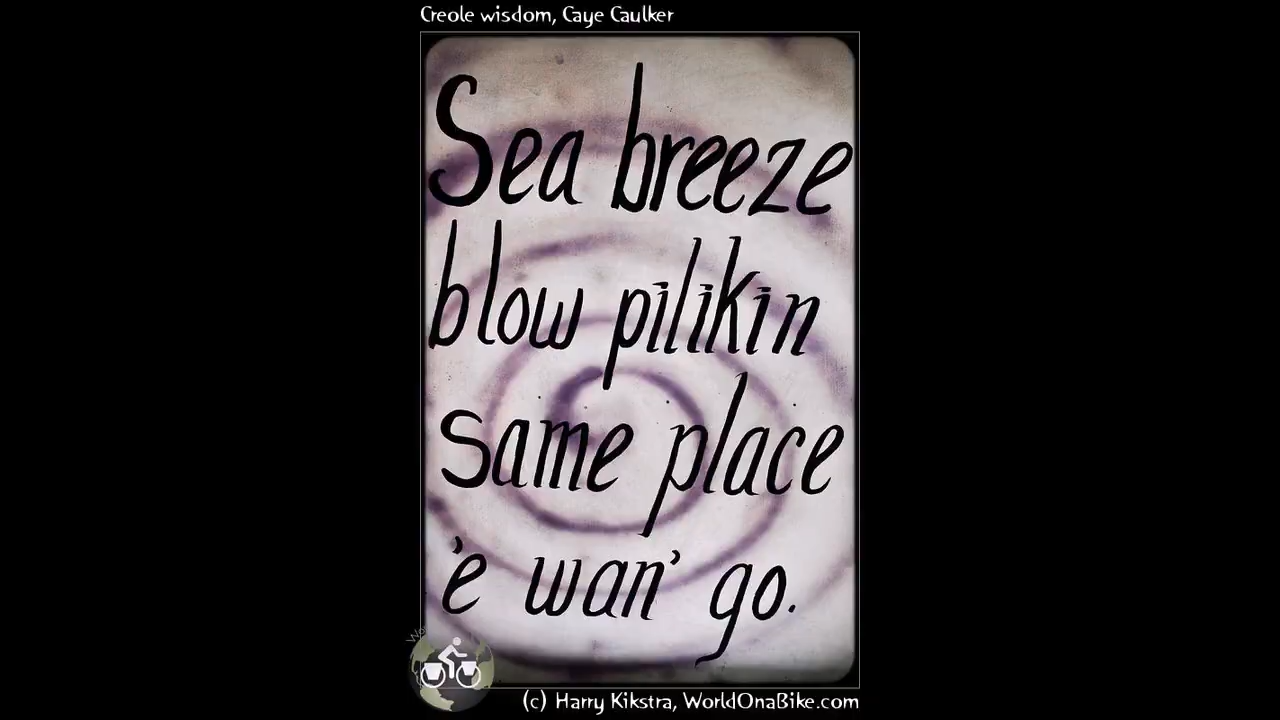 Creole wisdom, Caye Caulker
Sea breeze
blow pilikin
same place
'e wan' go.
(c) Harry Kikstra, WorldOnaBike.com